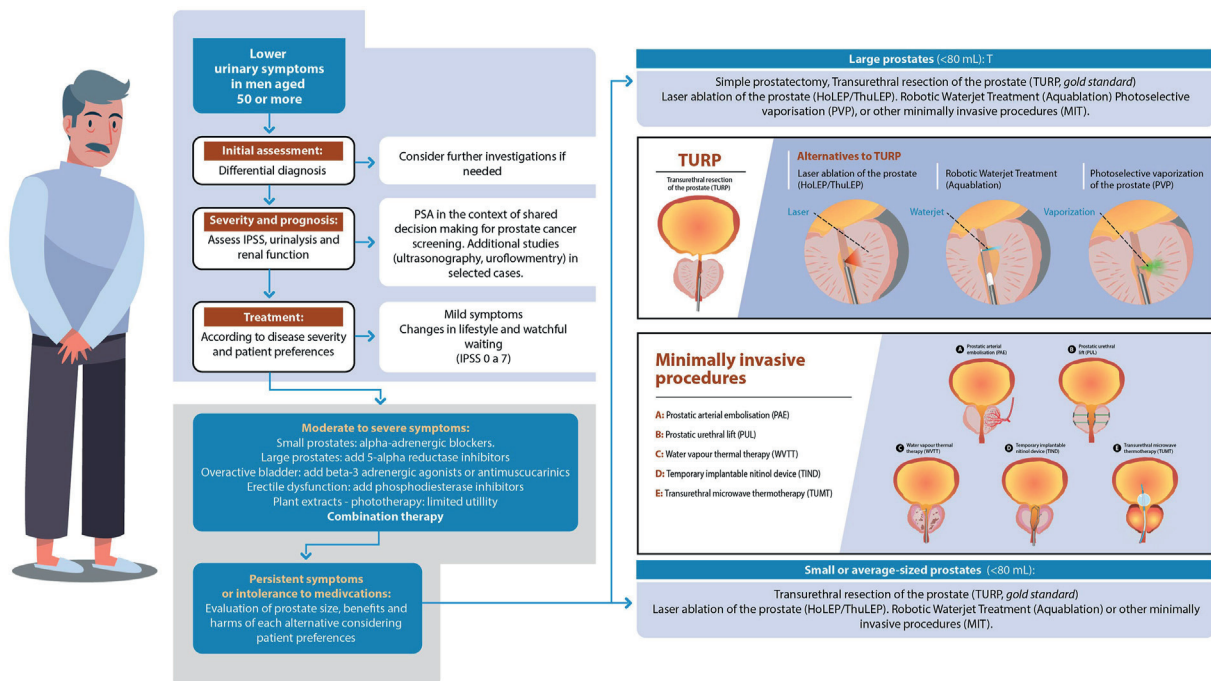 Lower
urinary symptoms
in men aged
50 or more
Initial assessment:
Differential diagnosis
Consider further investigations if
needed
Severity and prognosis:
Assess IPSS, urinalysis and
renal function
PSA in the context of shared
decision making for prostate cancer
screening. Additional studies
(ultrasonography, uroflowmentry) in
selected cases.
Treatment:
According to disease severity
and patient preferences
Mild symptoms
Changes in lifestyle and watchful
waiting
(IPSS 0 a 7)
Moderate to severe symptoms:
Small prostates: alpha-adrenergic blockers.
Large prostates: add 5-alpha reductase inhibitors
Overactive bladder: add beta-3 adrenergic agonists or antimuscucarinics
Erectile dysfunction: add phosphodiesterase inhibitors
Plant extracts - phototherapy: limited utillity
Combination therapy
Persistent symptoms
or intolerance to medivcations:
Evaluation of prostate size, benefits and
harms of each alternative considering
patient preferences
Large prostates (<80 mL): T
Simple prostatectomy, Transurethral resection of the prostate (TURP, gold standard)
Laser ablation of the prostate (HoLEP/ThuLEP). Robotic Waterjet Treatment (Aquablation) Photoselective
vaporisation (PVP), or other minimally invasive procedures (MIT).
TURP
Transurethral resection
of the prostate (TURP)
Alternatives to TURP
Laser ablation of the prostate
(HoLEP/ThuLEP)
Robotic Waterjet Treatment
(Aquablation)
Photoselective vaporization
of the prostate (PVP)
Laser
Waterjet
Vaporization
Minimally invasive
procedures
A: Prostatic arterial embolisation (PAE)
B: Prostatic urethral lift (PUL)
C: Water vapour thermal therapy (WVTT)
D: Temporary implantable nitinol device (TIND)
E: Transurethral microwave thermotherapy (TUMT)
A Prostatic arterial
embolisation (PAE)
B Prostatic urethral
lift (PUL)
C Water vapour thermal
therapy (WVTT)
D Temporary implantable
nitinol device (TIND)
E Transurethral microwave
thermotherapy (TUMT)
Small or average-sized prostates (<80 mL):
Transurethral resection of the prostate (TURP, gold standard)
Laser ablation of the prostate (HoLEP/ThuLEP). Robotic Waterjet Treatment (Aquablation) or other minimally
invasive procedures (MIT).